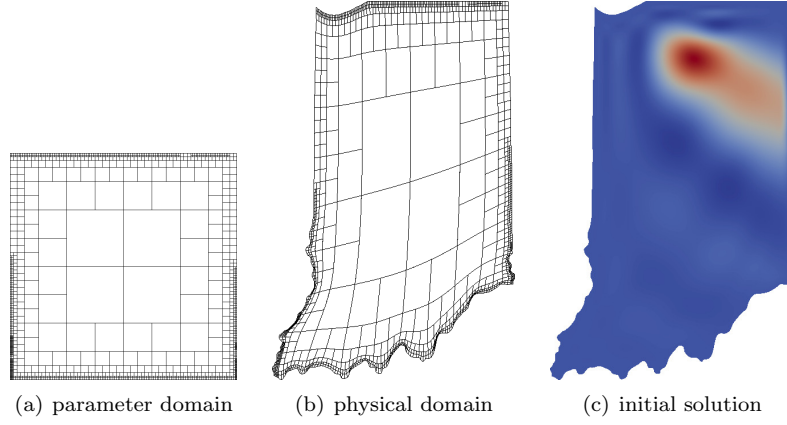 (a) parameter domain
(b) physical domain
(c) initial solution